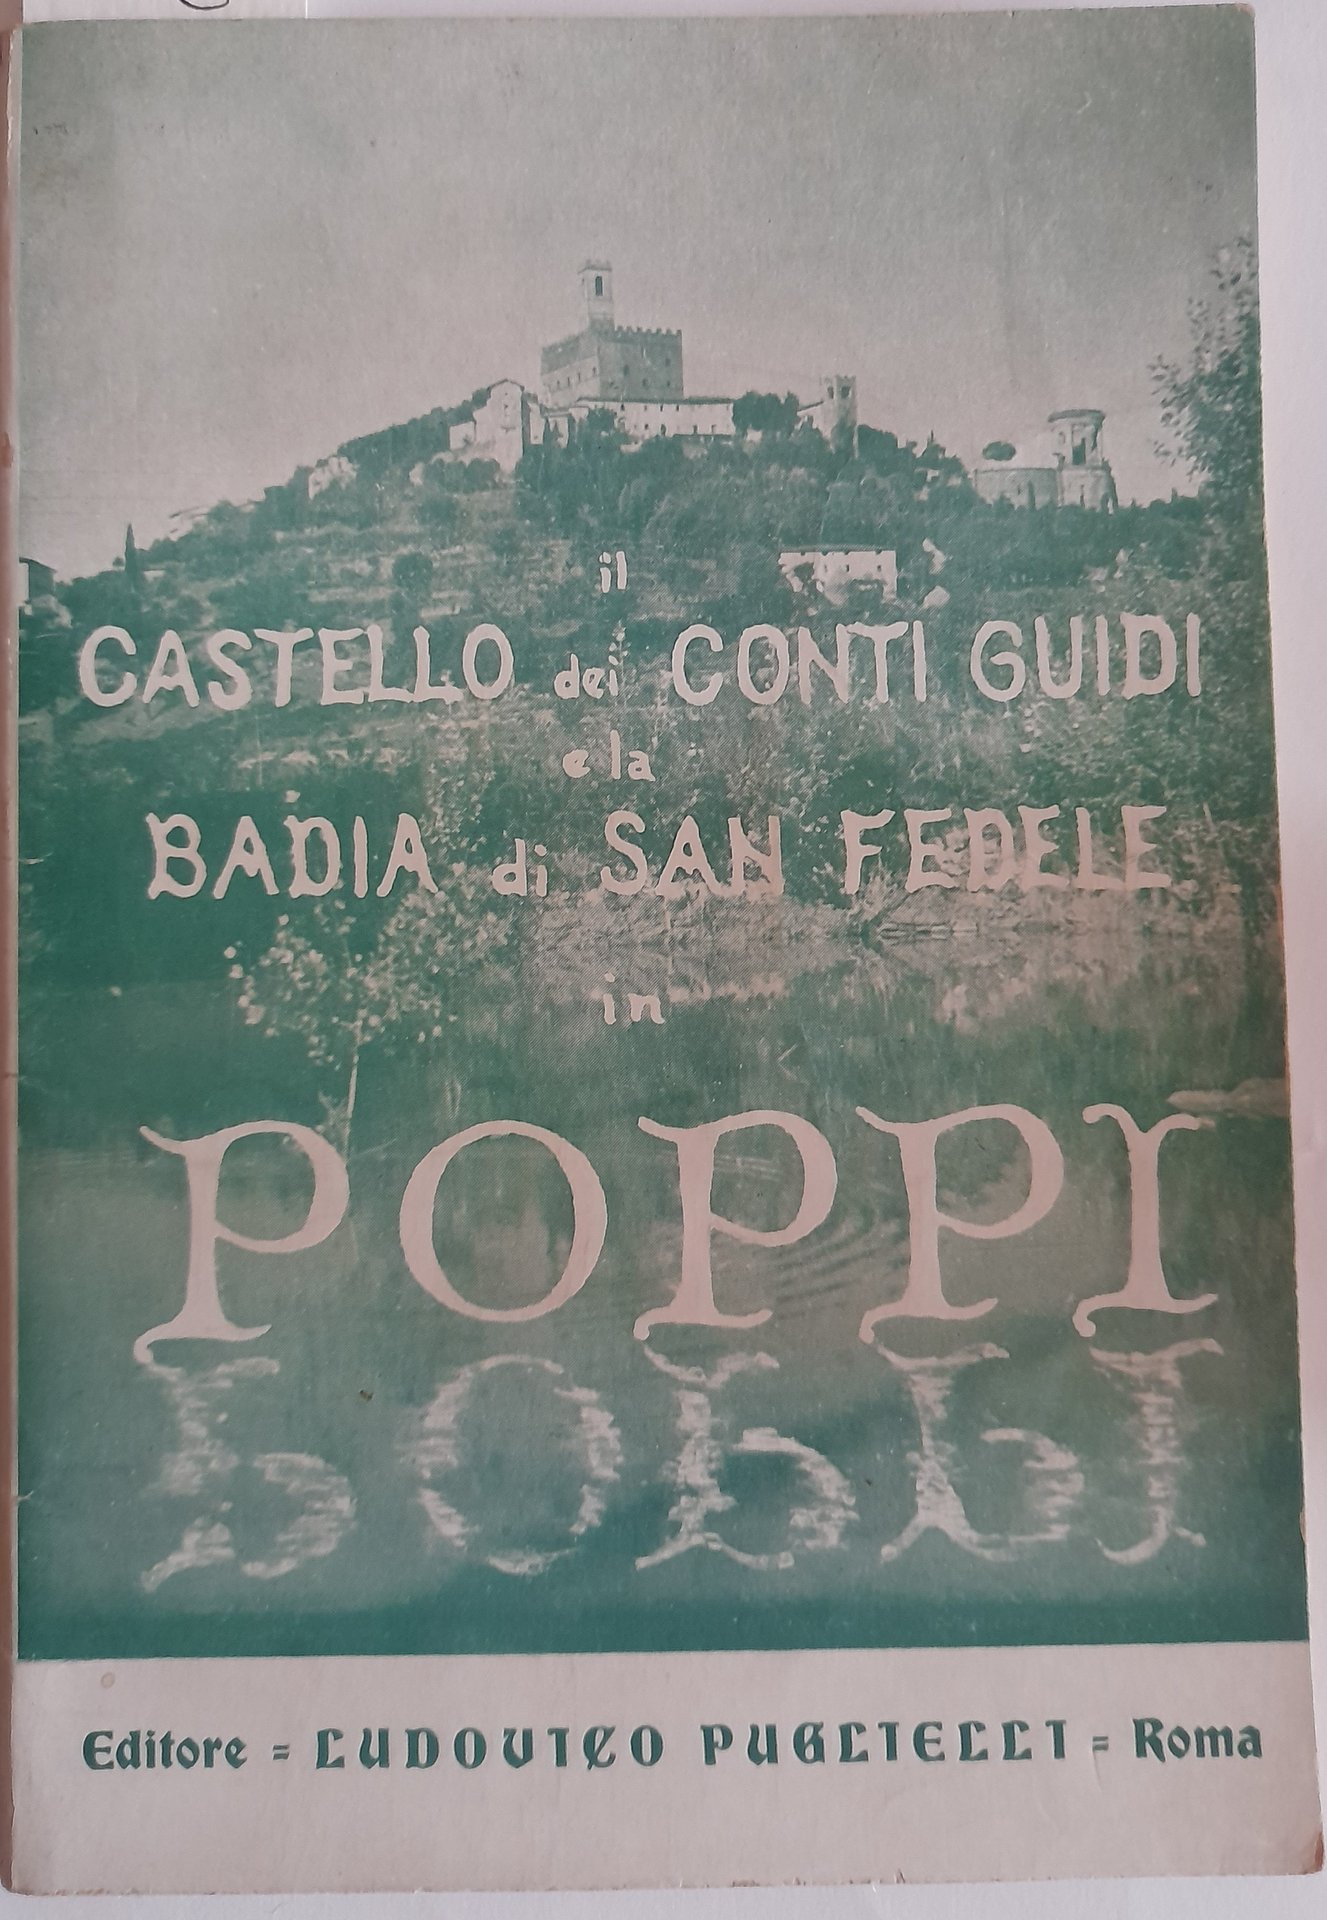 il
CASTELLO dei CONTI GUIDI
e la
BADIA di SAN FEDELE
in
POPPI
Editore = LUDOVICO PUGLIELLI = Roma